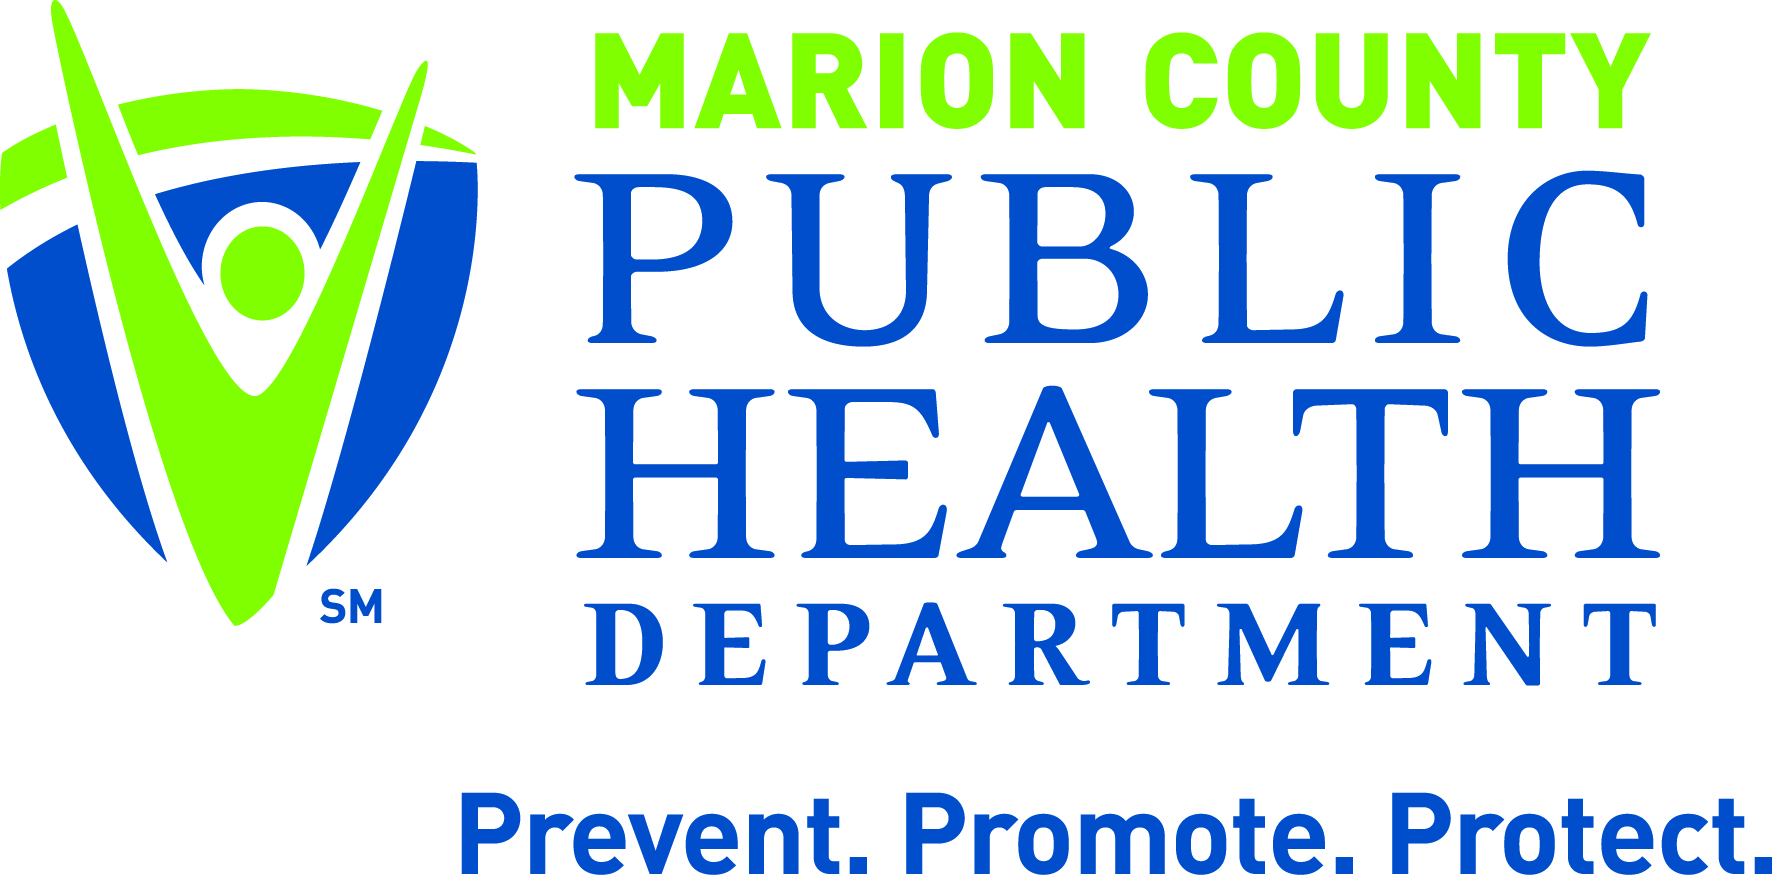 MARION COUNTY
PUBLIC
HEALTH
DEPARTMENT
SM
Prevent. Promote. Protect.